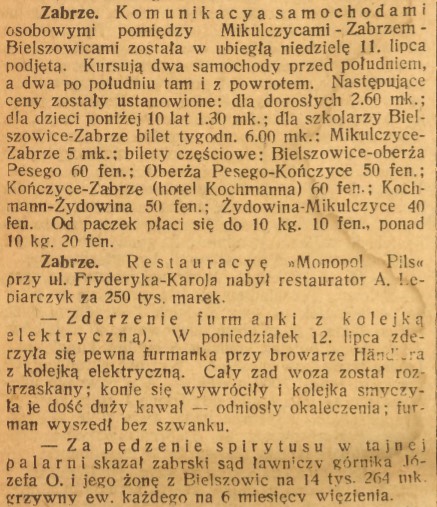 Zabrze. Komunikacya samochodami
osobowymi pomiędzy Mikulczycami - Zabrzem -
Bielszowicami została w ubiegłą niedzielę 11. lipca
podjętą. Kursują dwa samochody przed południem,
a dwa po południu tam i z powrotem. Następujące
ceny zostały ustanowione: dla dorosłych 2.60 mk.;
dla dzieci poniżej 10 lat 1.30 mk.; dla szkolarzy Biel-
szowice-Zabrze bilet tygodn. 6.00 mk.: Mikulczyce-
Zabrze 5 mk.; bilety częściowe: Bielszowice-oberża
Pesego 60 fen.; Oberża Pesego-Kończyce 50 fen.;
Kończyce-Zabrze (hotel Kochmanna) 60 fen.; Koch-
mann-Żydowina 50 fen.; Żydowina-Mikulczyce 40
fen. Od paczek płaci się do 10 kg. 10 fen., ponad
10 kg. 20 fen.
Zabrze. Restauracyę »Monopol Pils«
przy ul. Fryderyka-Karola nabył restaurator A.
piarczyk za 250 tys. marek.
— Zderzenie furmanki z kolejką
elektryczną). W poniedziałek 12. lipca zde-
rzyła się pewna furmanka przy browarze
z kolejką elektryczną. Cały zad woza został roz-
trzaskany; konie się wywróciły i kolejka smyczy-
ła je dość duży kawał — odniosły okaleczenia; fur-
man wyszedł bez szwanku.
— Za pędzenie spirytusu w tajnej
palarni skazał zabrski sąd ławniczy górnika Jó-
zefa O. i jego żonę z Bielszowic na 14 tys. 264 mk.
grzywny ew. każdego na 6 miesięcy więzienia.